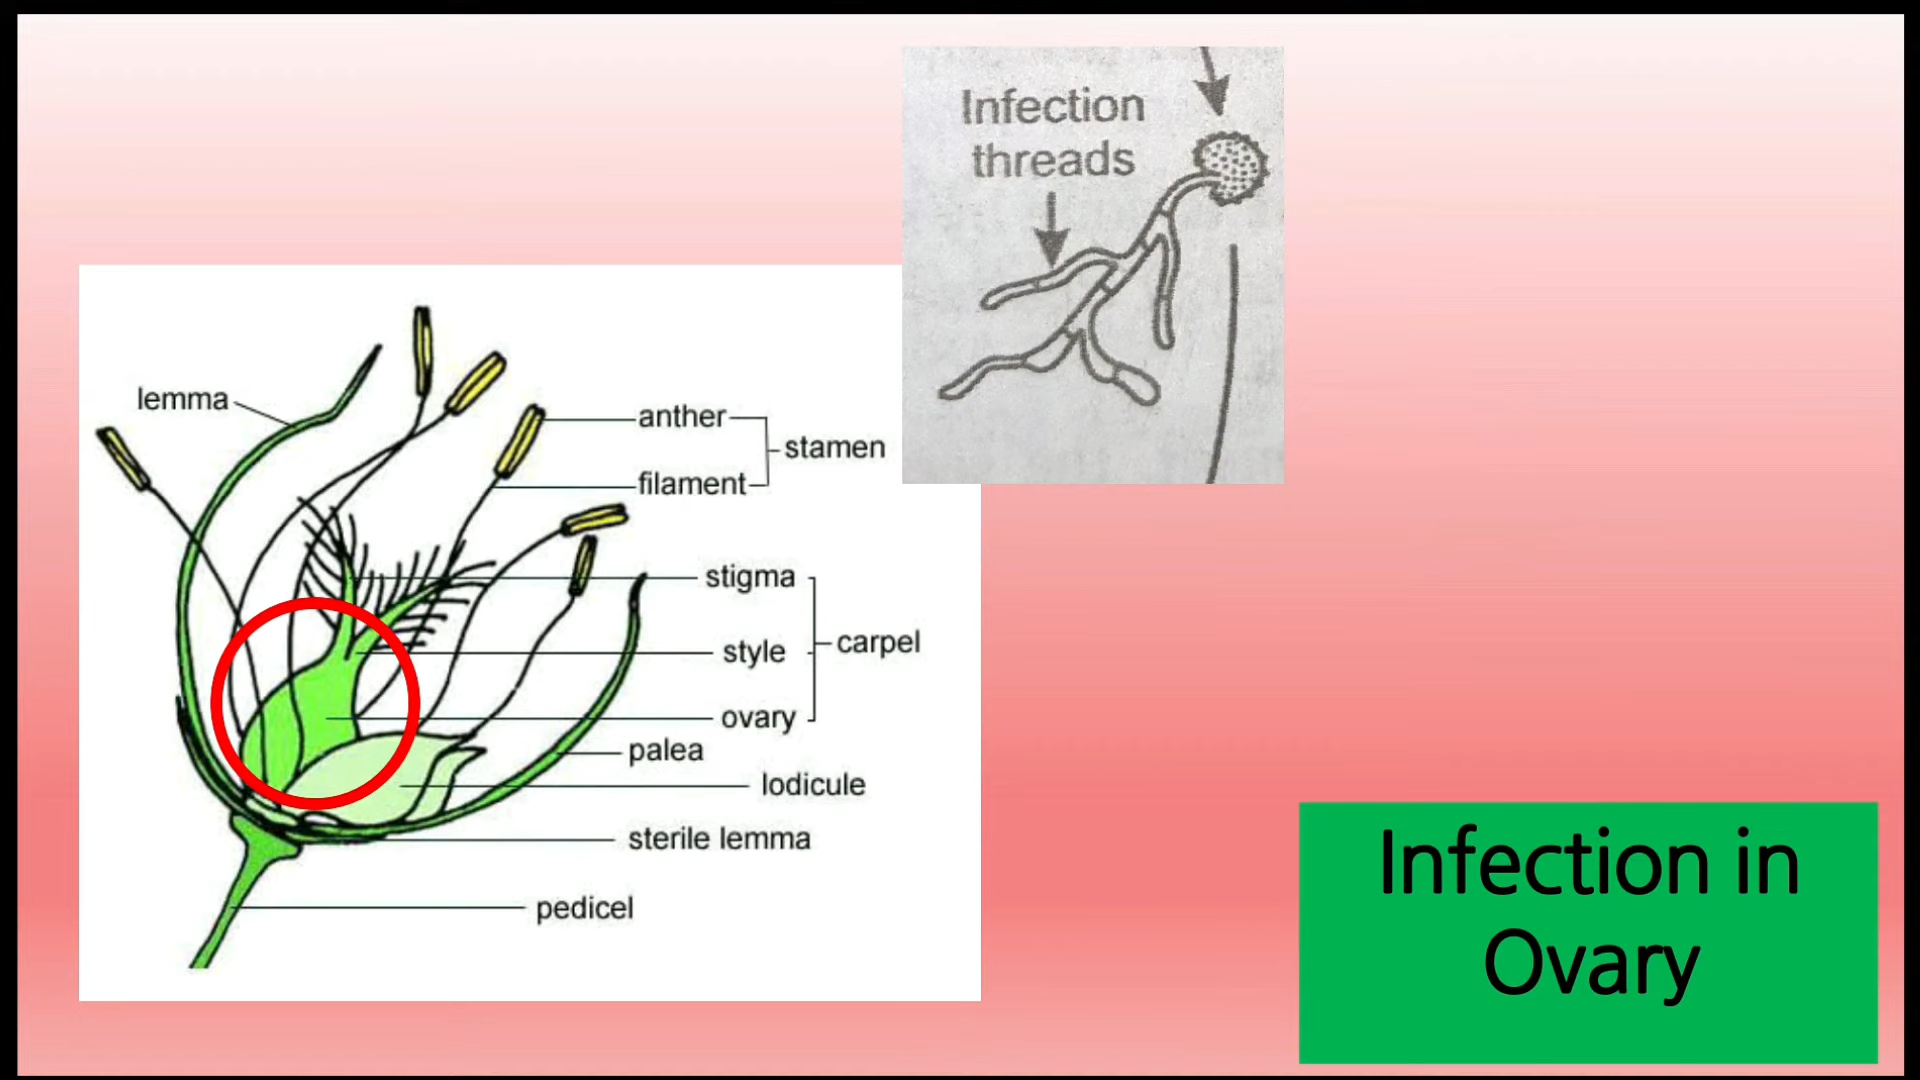 Infection
threads
lemma
anther
stamen
filament
stigma
style
carpel
ovary
palea
lodicule
sterile lemma
pedicel
Infection in
Ovary